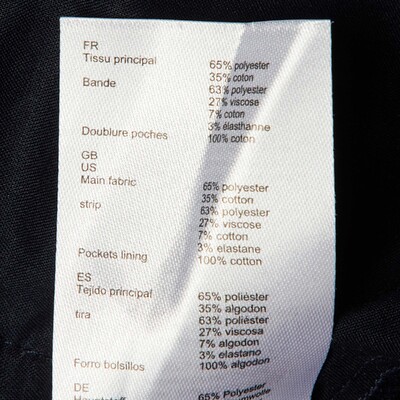 FR
Tissu principal 65% polyester
35% coton
Bande 63% polyester
27% viscose
7% coton
3% élasthanne
Doublure poches 100% coton
GB
US
Main fabric 65% polyester
35% cotton
strip 63% polyester
27% viscose
7% cotton
3% elastane
Pockets lining 100% cotton
ES
Tejido principal 65% poliéster
35% algodon
tira 63% poliéster
27% viscosa
7% algodon
3% elastano
Forro bolsillos 100% algodon
DE
Hauptstoff 65% Polyester